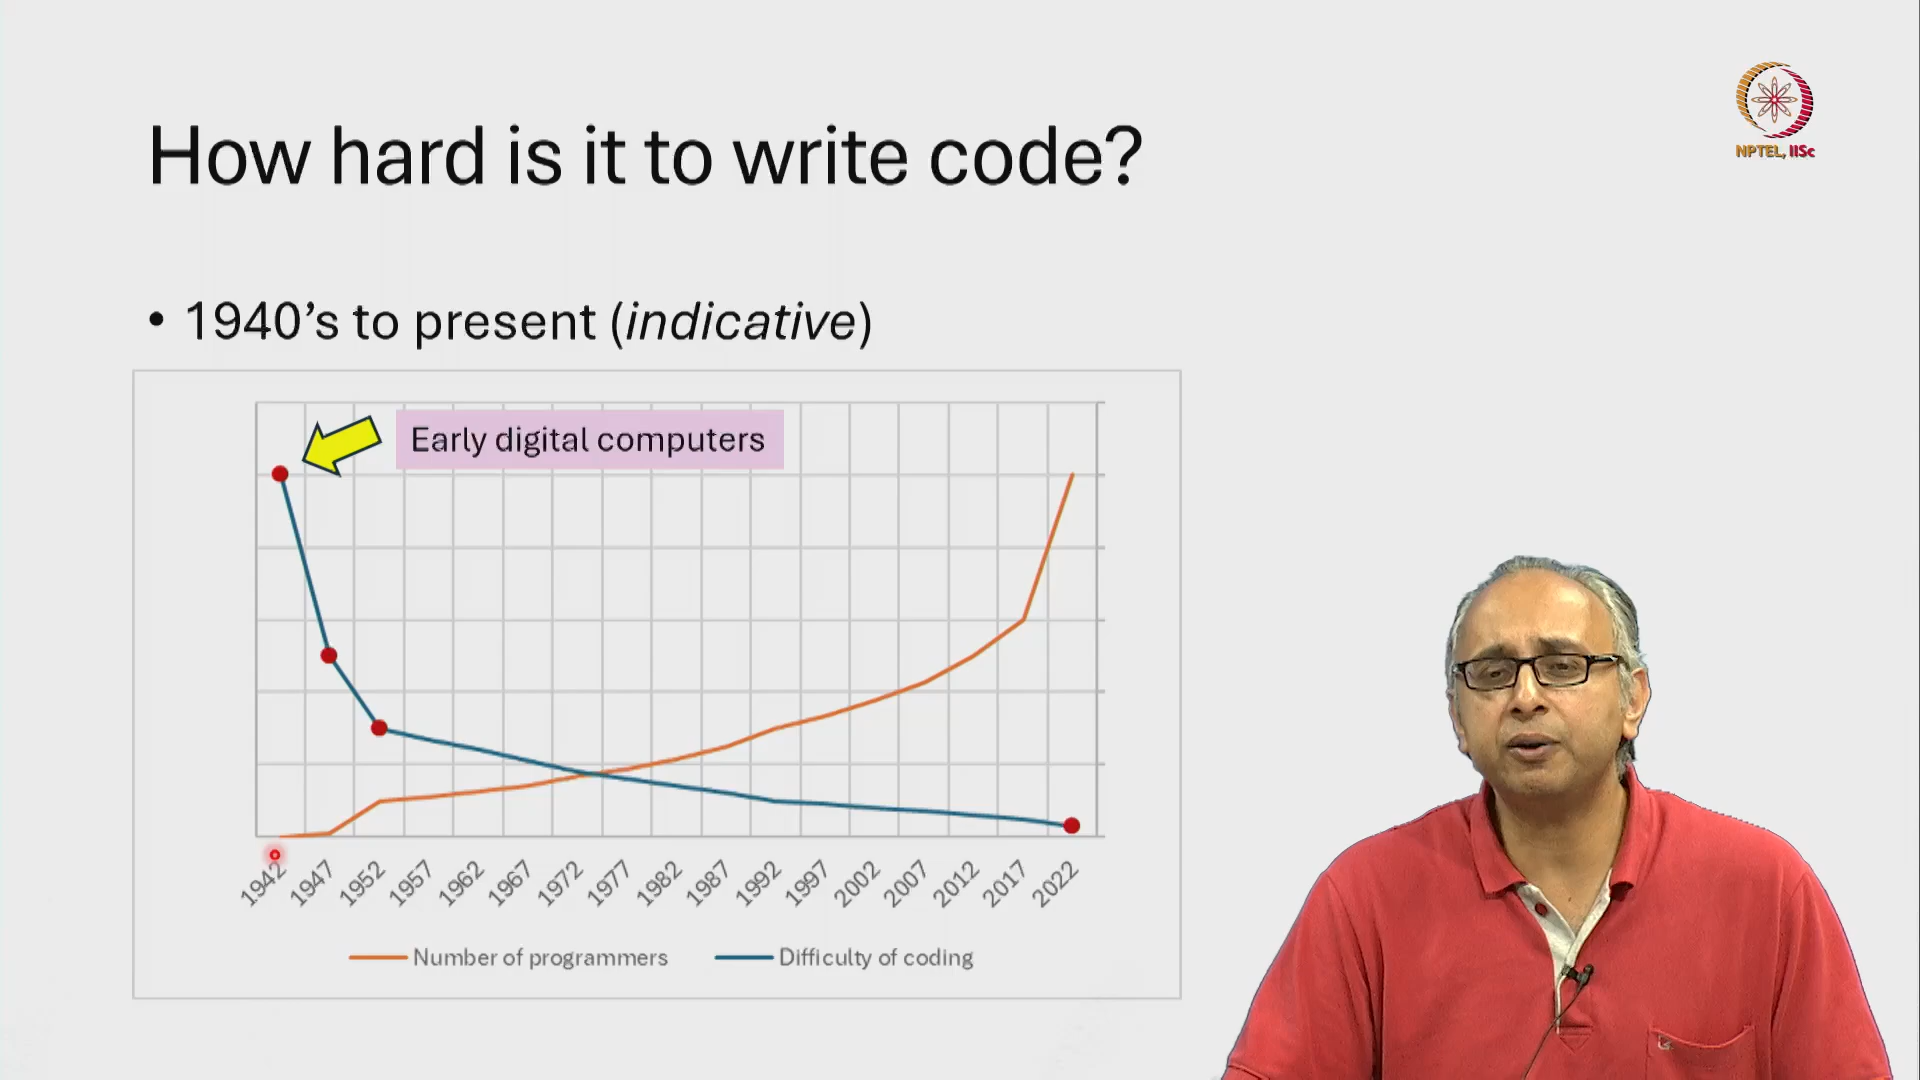 How hard is it to write code?
NPTEL, IISc
• 1940's to present (indicative)
Early digital computers
1942 1947 1952 1957 1962 1967 1972 1977 1982 1987 1992 1997 2002 2007 2012 2017 2022
Number of programmers Difficulty of coding